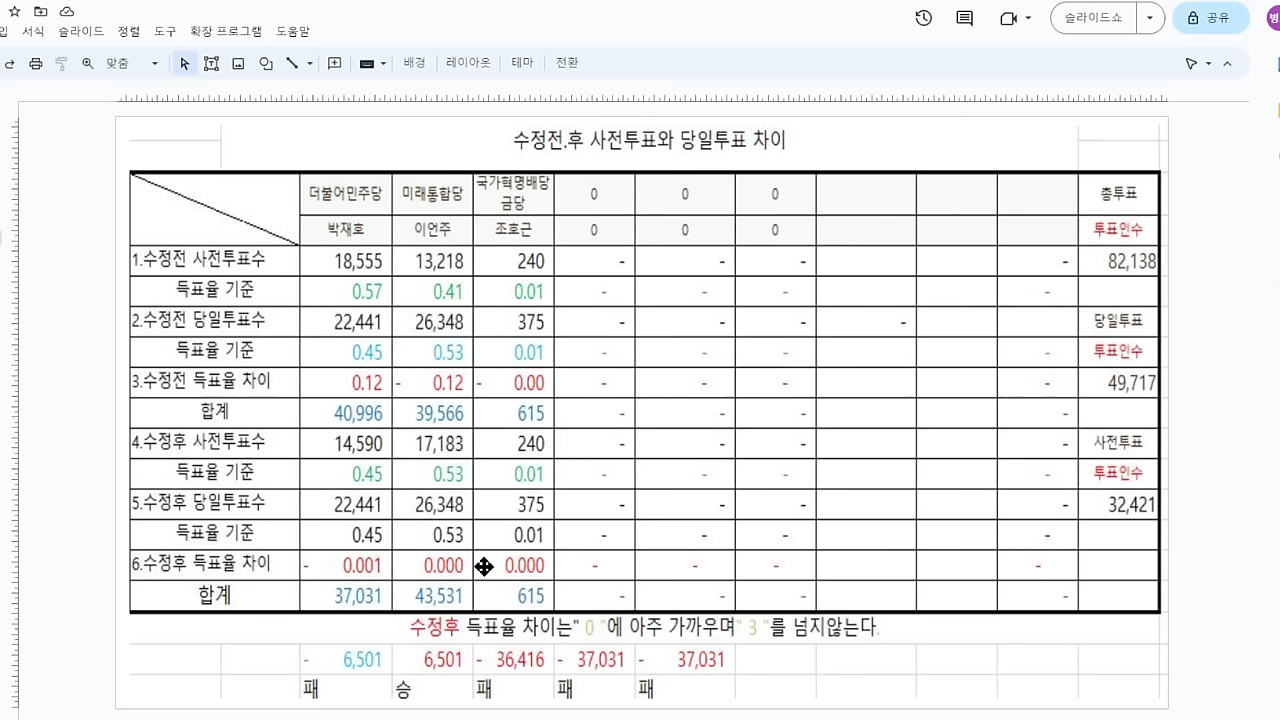 입 서식 슬라이드 정렬 도구 확장 프로그램 도움말
슬라이드쇼 공유
맞춤 배경 레이아웃 테마 전환
수정전.후 사전투표와 당일투표 차이
더불어민주당 미래통합당 국가혁명배당금당 0 0 0 총투표
박재호 이언주 조호근 0 0 0 투표인수
1.수정전 사전투표수 18,555 13,218 240 - - - - 82,138
득표율 기준 0.57 0.41 0.01 - - - -
2.수정전 당일투표수 22,441 26,348 375 - - - - 당일투표
득표율 기준 0.45 0.53 0.01 - - - - 투표인수
3.수정전 득표율 차이 0.12 - 0.12 - 0.00 - - - - 49,717
합계 40,996 39,566 615 - - - -
4.수정후 사전투표수 14,590 17,183 240 - - - - 사전투표
득표율 기준 0.45 0.53 0.01 - - - - 투표인수
5.수정후 당일투표수 22,441 26,348 375 - - - - 32,421
득표율 기준 0.45 0.53 0.01 - - - -
6.수정후 득표율 차이 - 0.001 0.000 0.000 - - - -
합계 37,031 43,531 615 - - - -
수정후 득표율 차이는" 0 "에 아주 가까우며" 3 "를 넘지않는다.
- 6,501 6,501 - 36,416 - 37,031 - 37,031
패 승 패 패 패